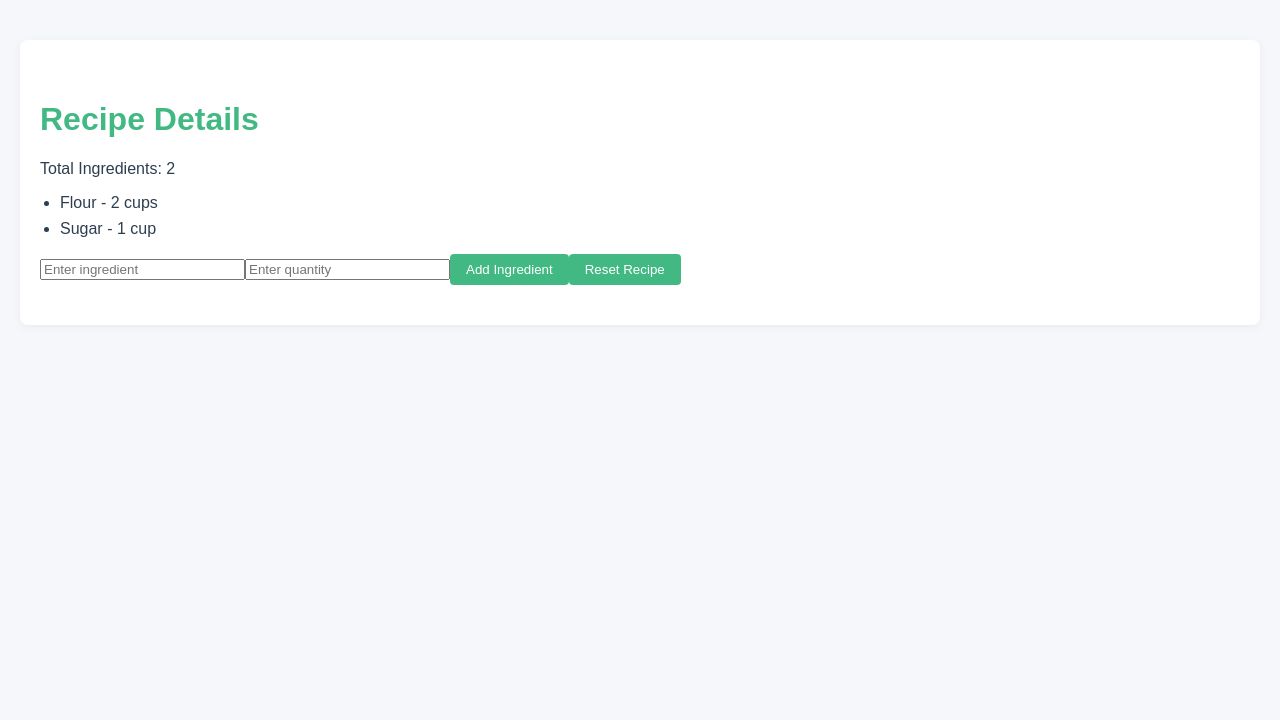 Recipe Details
Total Ingredients: 2
Flour - 2 cups
Sugar - 1 cup
Enter ingredient Enter quantity Add Ingredient Reset Recipe